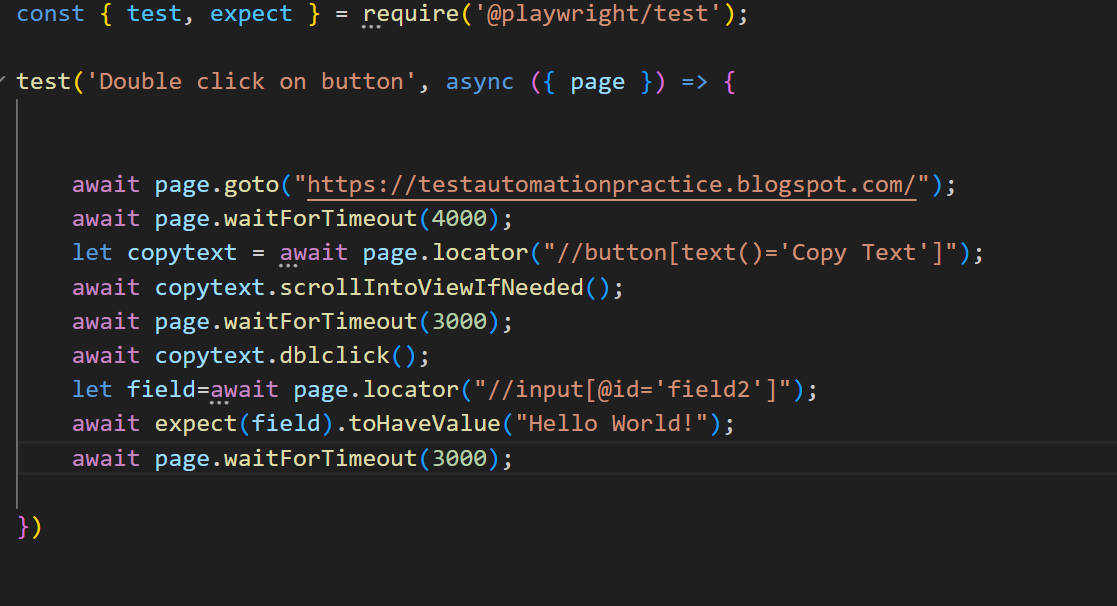 const { test, expect } = require('@playwright/test');
test('Double click on button', async ({ page }) => {
await page.goto("https://testautomationpractice.blogspot.com/");
await page.waitForTimeout(4000);
let copytext = await page.locator("//button[text()='Copy Text']");
await copytext.scrollIntoViewIfNeeded();
await page.waitForTimeout(3000);
await copytext.dblclick();
let field=await page.locator("//input[@id='field2']");
await expect(field).toHaveValue("Hello World!");
await page.waitForTimeout(3000);
})